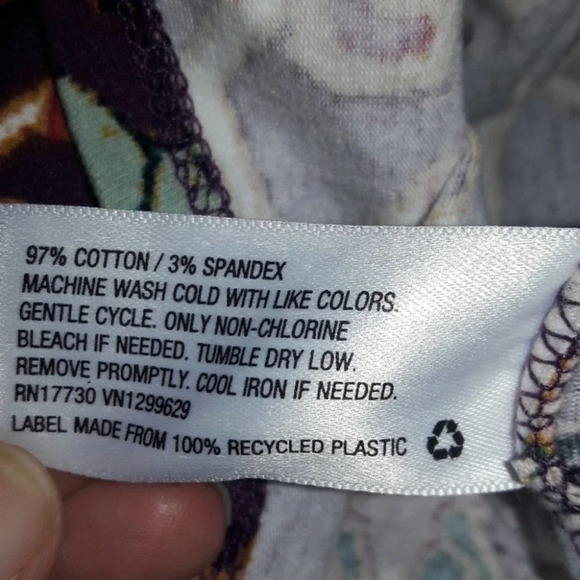 97% COTTON / 3% SPANDEX
MACHINE WASH COLD WITH LIKE COLORS.
GENTLE CYCLE. ONLY NON-CHLORINE
BLEACH IF NEEDED. TUMBLE DRY LOW.
REMOVE PROMPTLY. COOL IRON IF NEEDED.
RN17730 VN1299629
LABEL MADE FROM 100% RECYCLED PLASTIC